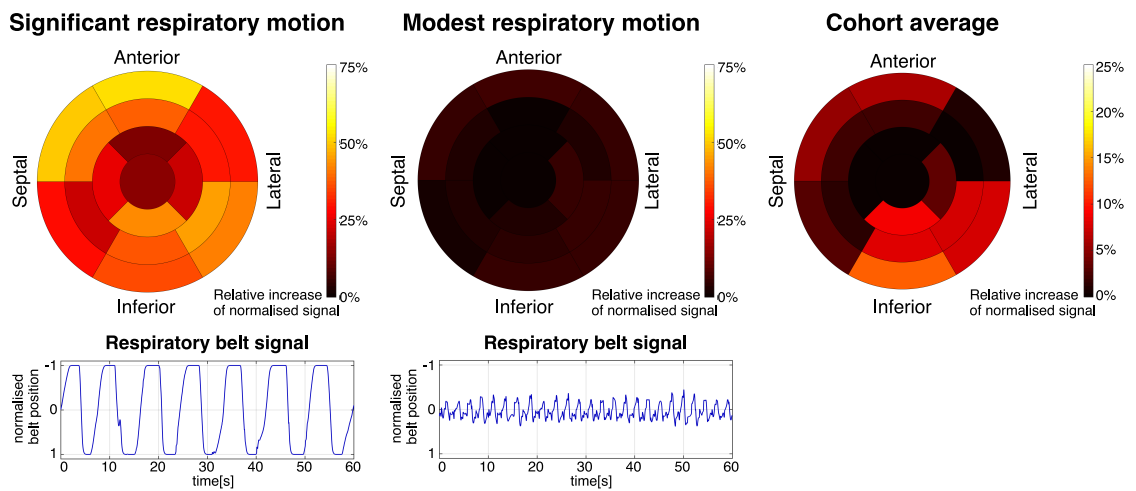 Significant respiratory motion
Anterior
Septal
Lateral
Inferior
75%
50%
25%
0%
Relative increase
of normalised signal
Modest respiratory motion
Anterior
Septal
Lateral
Inferior
75%
50%
25%
0%
Relative increase
of normalised signal
Cohort average
Anterior
Septal
Lateral
Inferior
25%
20%
15%
10%
5%
0%
Relative increase
of normalised signal
Respiratory belt signal
normalised
belt position
-1
0
1
0 10 20 30 40 50 60
time[s]
Respiratory belt signal
normalised
belt position
-1
0
1
0 10 20 30 40 50 60
time[s]